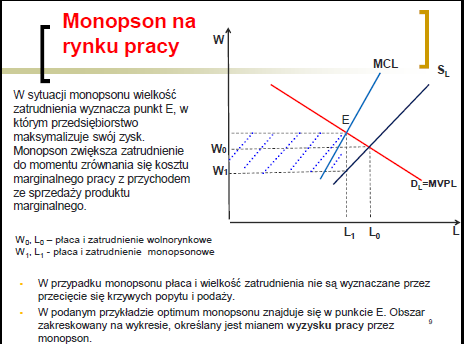 Monopson na
rynku pracy
W sytuacji monopsonu wielkość
zatrudnienia wyznacza punkt E, w
którym przedsiębiorstwo
maksymalizuje swój zysk.
Monopson zwiększa zatrudnienie
do momentu zrównania się kosztu
marginalnego pracy z przychodem
ze sprzedaży produktu
marginalnego.
W₀, L₀ – płaca i zatrudnienie wolnorynkowe
W₁, L₁ - płaca i zatrudnienie monopsonowe
W
MCL
S_L
E
W₀
W₁
D_L=MVPL
L₁ L₀
L
W przypadku monopsonu płaca i wielkość zatrudnienia nie są wyznaczane przez
przecięcie się krzywych popytu i podaży.
W podanym przykładzie optimum monopsonu znajduje się w punkcie E. Obszar
zakreskowany na wykresie, określany jest mianem wyzysku pracy przez
monopson.
9